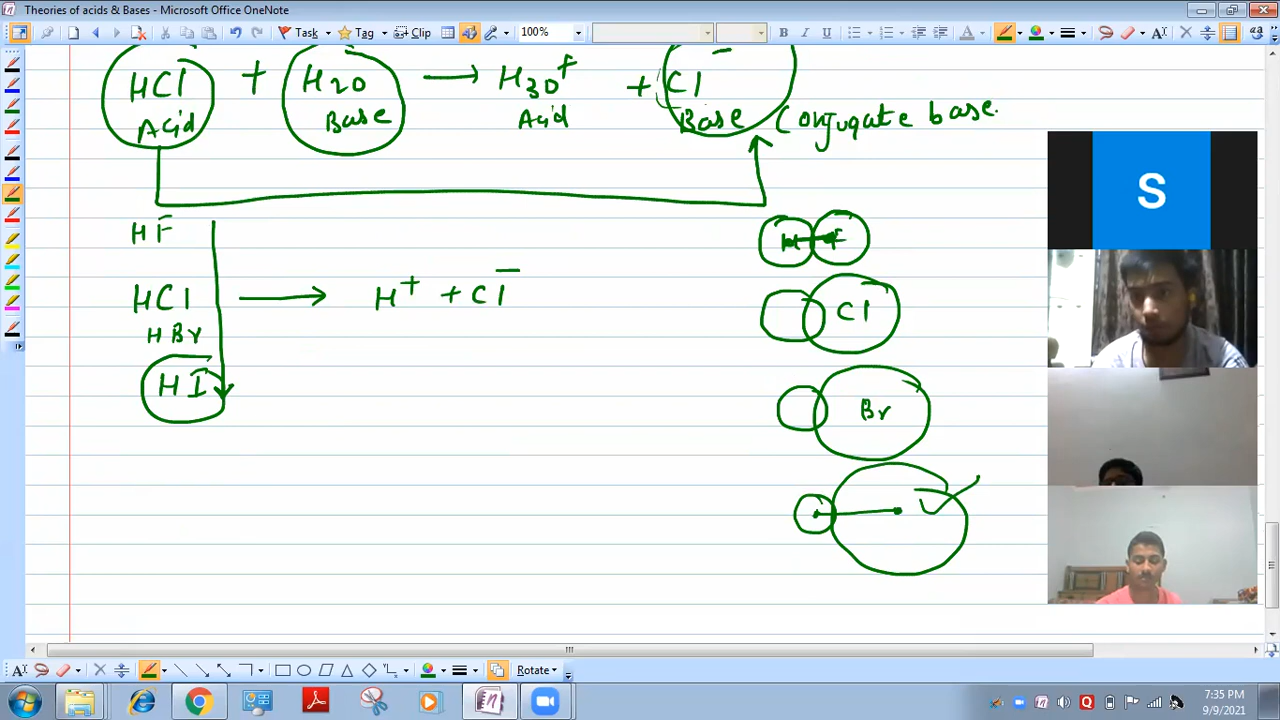 Theories of acids & Bases - Microsoft Office OneNote
Task Tag Clip 100%
HCl + H2O → H3O+ + Cl-
Acid Base Acid Base Conjugate base.
HF H F
HCl → H+ + Cl- Cl
HBr
HI Br
S
Rotate
7:35 PM
9/9/2021